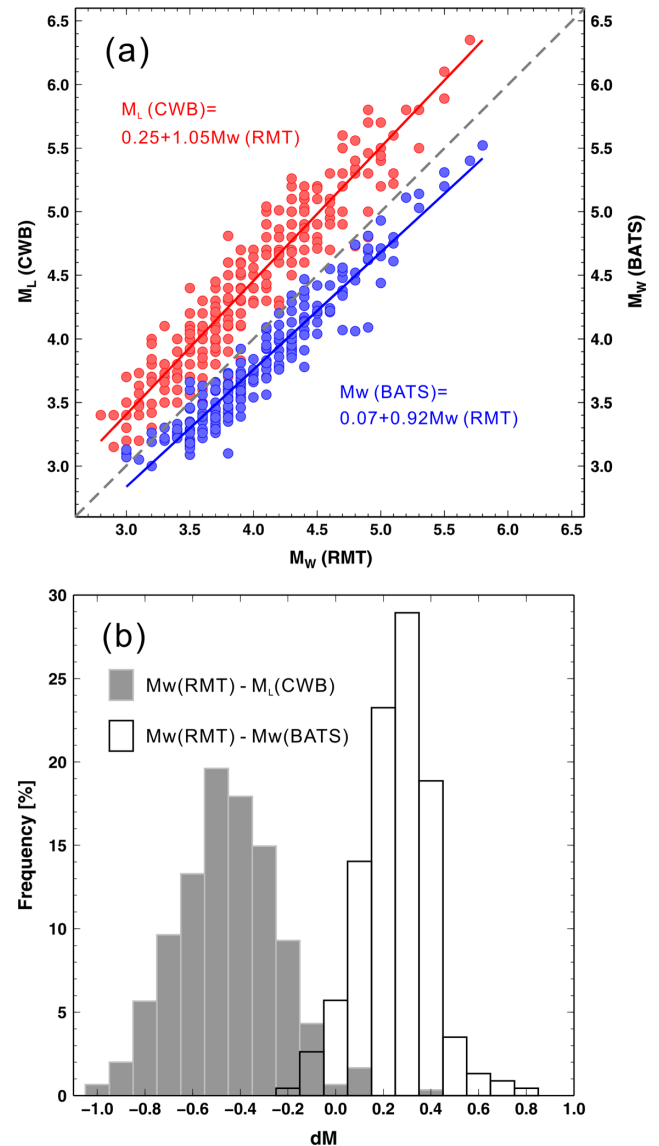 (a)
M_L (CWB)=
0.25+1.05Mw (RMT)
Mw (BATS)=
0.07+0.92Mw (RMT)
M_L (CWB)
6.5
6.0
5.5
5.0
4.5
4.0
3.5
3.0
M_W (BATS)
6.5
6.0
5.5
5.0
4.5
4.0
3.5
3.0
3.0 3.5 4.0 4.5 5.0 5.5 6.0 6.5
M_W (RMT)
(b)
Mw(RMT) - M_L(CWB)
Mw(RMT) - Mw(BATS)
Frequency [%]
30
25
20
15
10
5
0
−1.0 −0.8 −0.6 −0.4 −0.2 0.0 0.2 0.4 0.6 0.8 1.0
dM